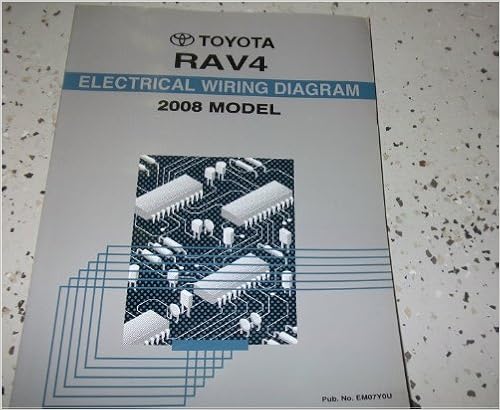 TOYOTA
RAV4
ELECTRICAL WIRING DIAGRAM
2008 MODEL
Pub. No. EM07Y0U